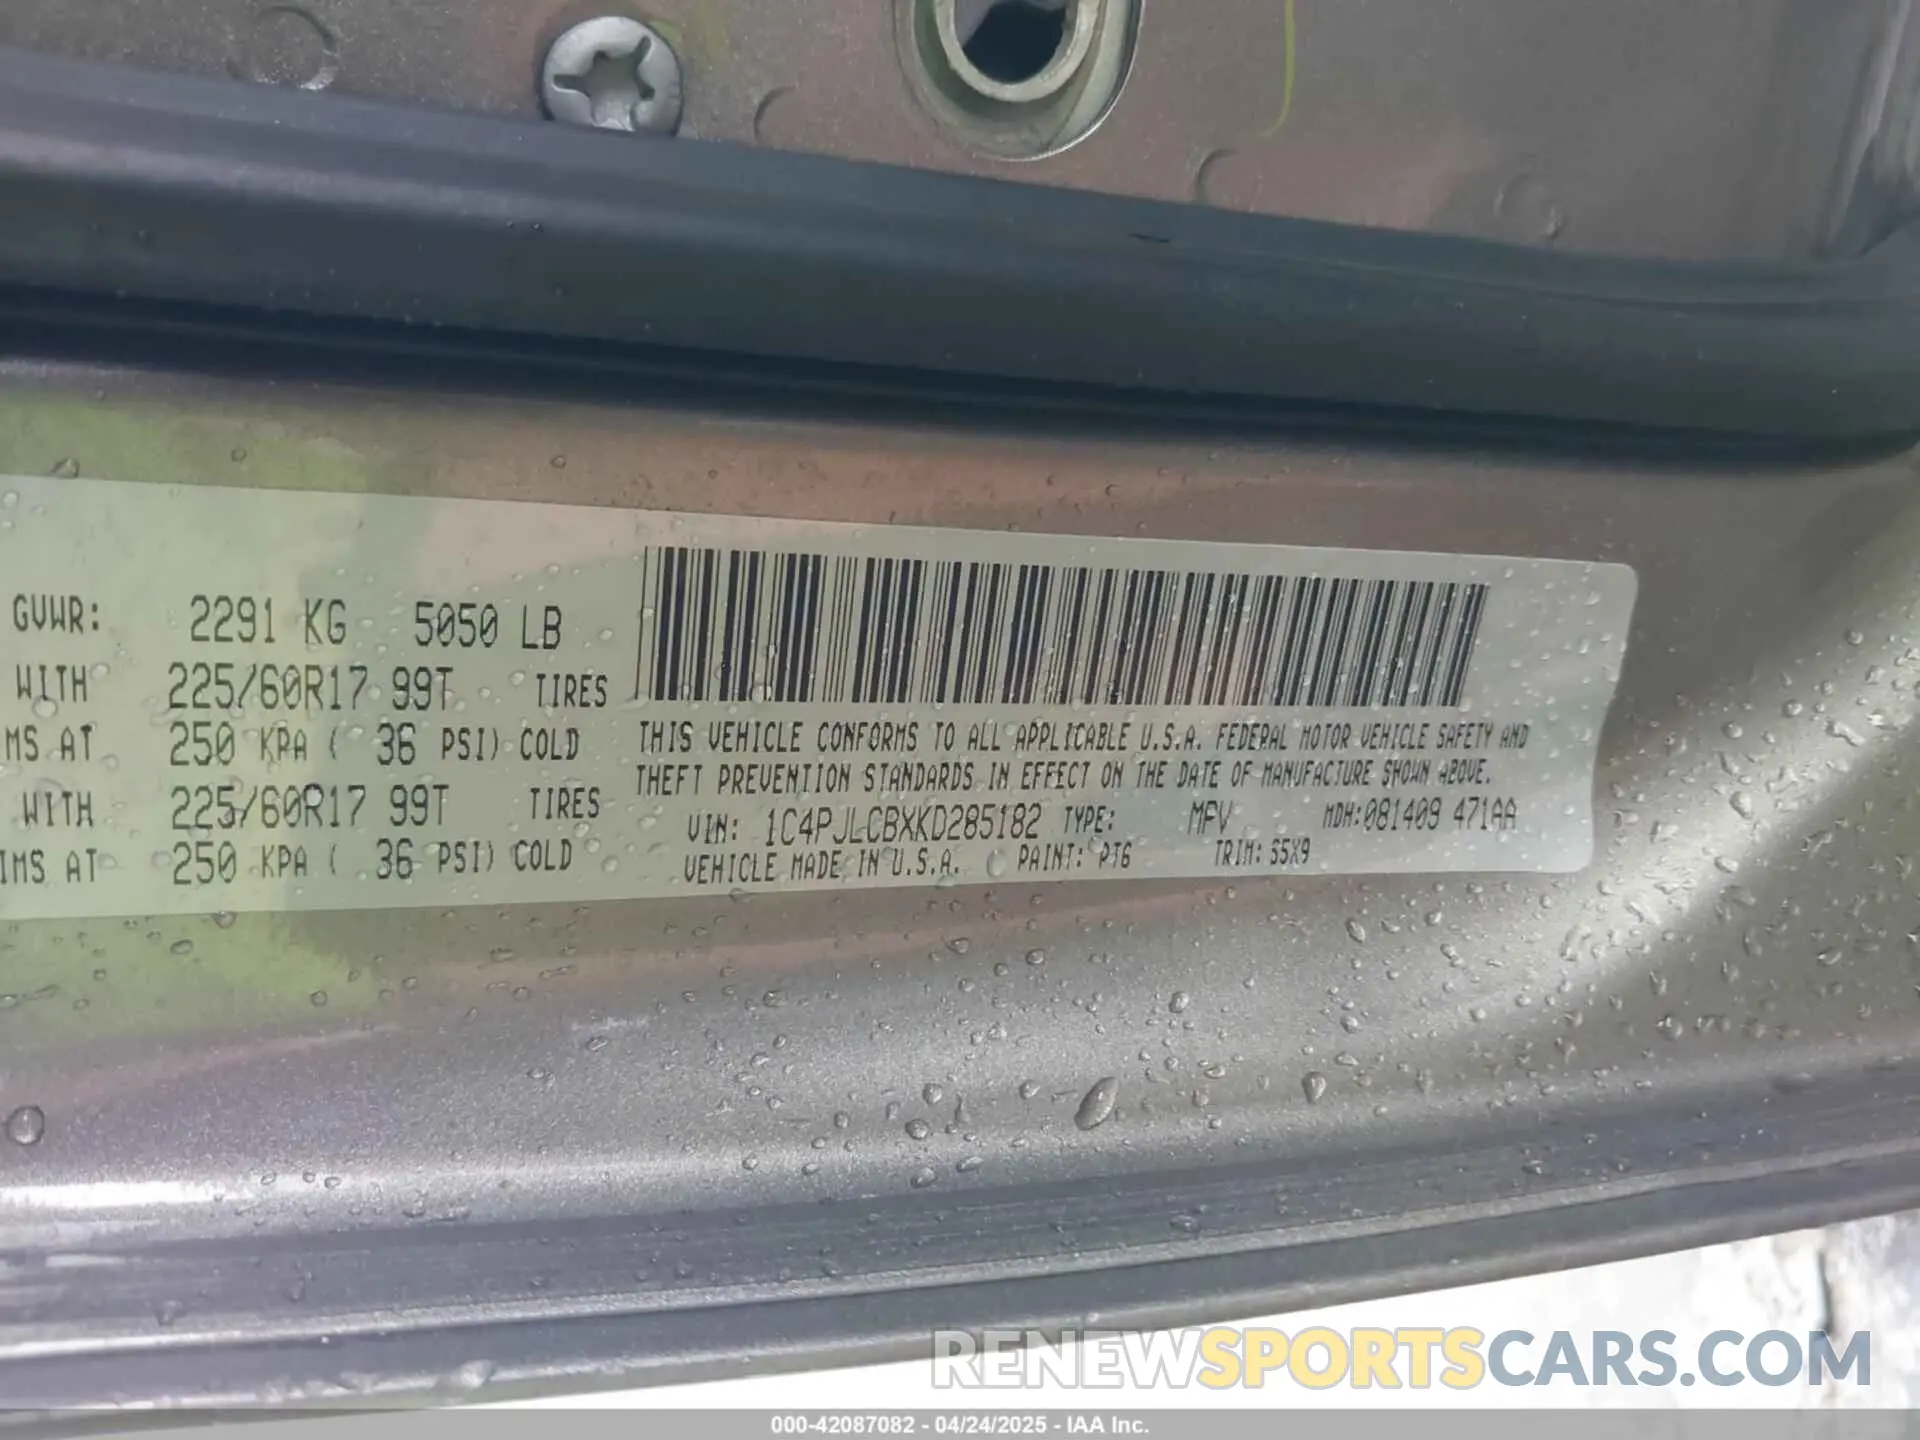 GVWR: 2291 KG 5050 LB
WITH 225/60R17 99T TIRES
MS AT 250 KPA ( 36 PSI) COLD
WITH 225/60R17 99T TIRES
IMS AT 250 KPA ( 36 PSI) COLD
THIS VEHICLE CONFORMS TO ALL APPLICABLE U.S.A. FEDERAL MOTOR VEHICLE SAFETY AND
THEFT PREVENTION STANDARDS IN EFFECT ON THE DATE OF MANUFACTURE SHOWN ABOVE.
VIN: 1C4PJLCBXKD285182 TYPE: MPV MDH:081409 471AA
VEHICLE MADE IN U.S.A. PAINT: PTG TRIM: S5X9
RENEWSPORTSCARS.COM
000-42087082 - 04/24/2025 - IAA Inc.